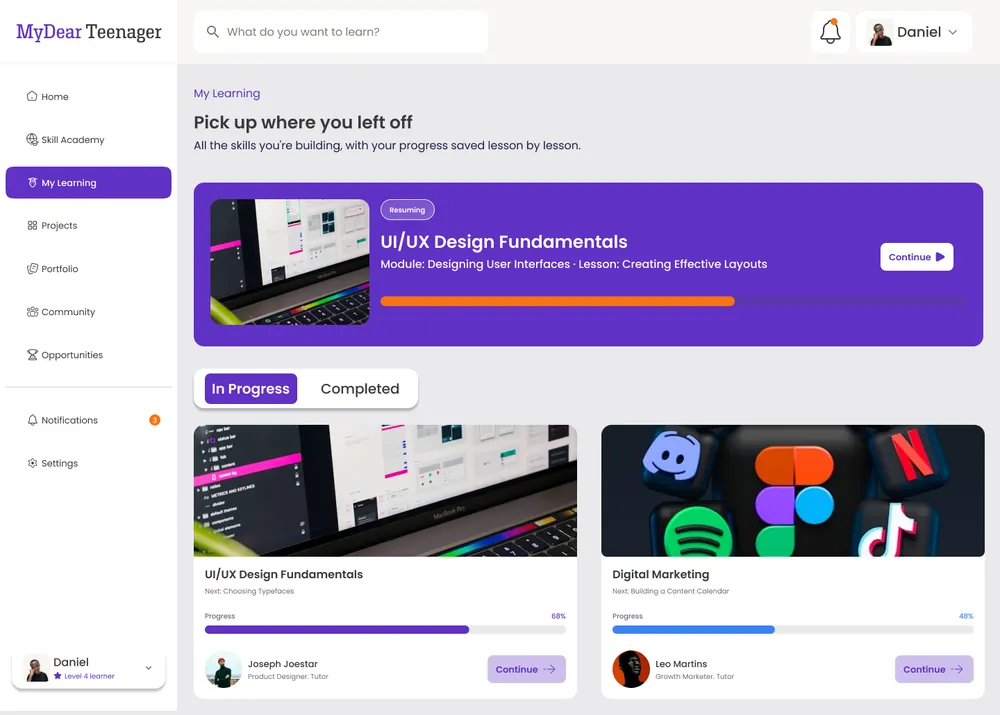 MyDear Teenager
What do you want to learn?
Daniel
Home
Skill Academy
My Learning
Projects
Portfolio
Community
Opportunities
Notifications
3
Settings
Daniel
Level 4 learner
My Learning
Pick up where you left off
All the skills you're building, with your progress saved lesson by lesson.
Resuming
UI/UX Design Fundamentals
Module: Designing User Interfaces · Lesson: Creating Effective Layouts
Continue
In Progress
Completed
MacBook Pro
UI/UX Design Fundamentals
Next: Choosing Typefaces
Progress
68%
Joseph Joestar
Product Designer. Tutor
Continue
Digital Marketing
Next: Building a Content Calendar
Progress
48%
Leo Martins
Growth Marketer. Tutor
Continue